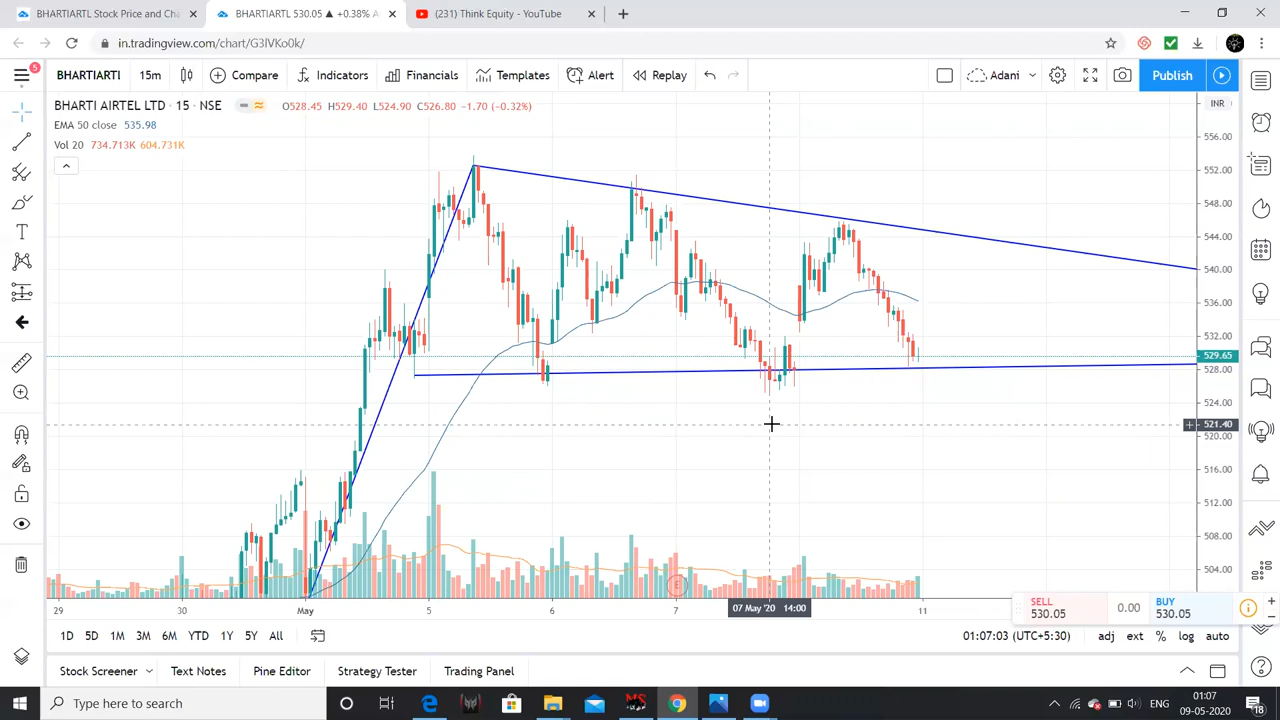 BHARTIARTL Stock Price and Cha
BHARTIARTL 530.05 ▲ +0.38% A
(231) Think Equity - YouTube
in.tradingview.com/chart/G3lVKo0k/
5
BHARTIARTI
15m
Compare
Indicators
Financials
Templates
Alert
Replay
Adani
Publish
BHARTI AIRTEL LTD · 15 · NSE
O528.45 H529.40 L524.90 C526.80 -1.70 (-0.32%)
EMA 50 close 535.98
Vol 20 734.713K 604.731K
INR
556.00
552.00
548.00
544.00
540.00
536.00
532.00
529.65
528.00
524.00
521.40
520.00
516.00
512.00
508.00
504.00
E
29
30
May
5
6
7
07 May '20 14:00
11
SELL
530.05
0.00
BUY
530.05
1D 5D 1M 3M 6M YTD 1Y 5Y All
01:07:03 (UTC+5:30)
adj ext % log auto
Stock Screener
Text Notes
Pine Editor
Strategy Tester
Trading Panel
Type here to search
ENG
01:07
09-05-2020
18